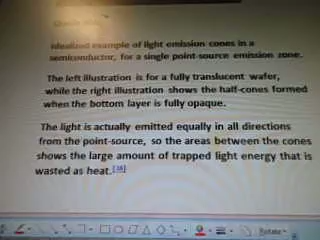 Idealized example of light emission cones in a
semiconductor, for a single point-source emission zone.
The left illustration is for a fully translucent wafer,
while the right illustration shows the half-cones formed
when the bottom layer is fully opaque.
The light is actually emitted equally in all directions
from the point-source, so the areas between the cones
shows the large amount of trapped light energy that is
wasted as heat.
Rotate